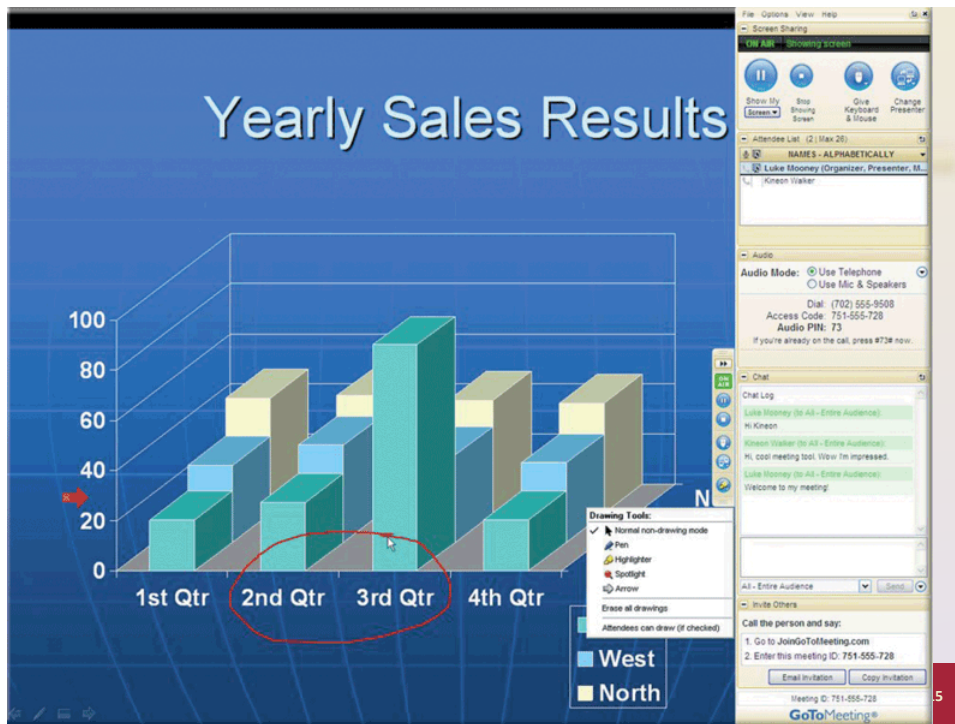 Yearly Sales Results
100
80
60
40
20
0
1st Qtr
2nd Qtr
3rd Qtr
4th Qtr
N
West
North
Drawing Tools:
Normal non-drawing mode
Pen
Highlighter
Spotlight
Arrow
Erase all drawings
Attendees can draw (if checked)
ON AIR
File Options View Help
Screen Sharing
ON AIR Showing screen
Show My
Screen
Stop Showing Screen
Give Keyboard & Mouse
Change Presenter
Attendee List (2 | Max 26)
NAMES - ALPHABETICALLY
Luke Mooney (Organizer, Presenter, M...
Kineon Walker
Audio
Audio Mode: Use Telephone
Use Mic & Speakers
Dial: (702) 555-9508
Access Code: 751-555-728
Audio PIN: 73
If you're already on the call, press #73# now.
Chat
Chat Log
Luke Mooney (to All - Entire Audience):
Hi Kineon
Kineon Walker (to All - Entire Audience):
Hi, cool meeting tool. Wow I'm impressed.
Luke Mooney (to All - Entire Audience):
Welcome to my meeting!
All - Entire Audience
Send
Invite Others
Call the person and say:
1. Go to JoinGoToMeeting.com
2. Enter this meeting ID: 751-555-728
Email Invitation
Copy Invitation
Meeting ID: 751-555-728
GoToMeeting®
15